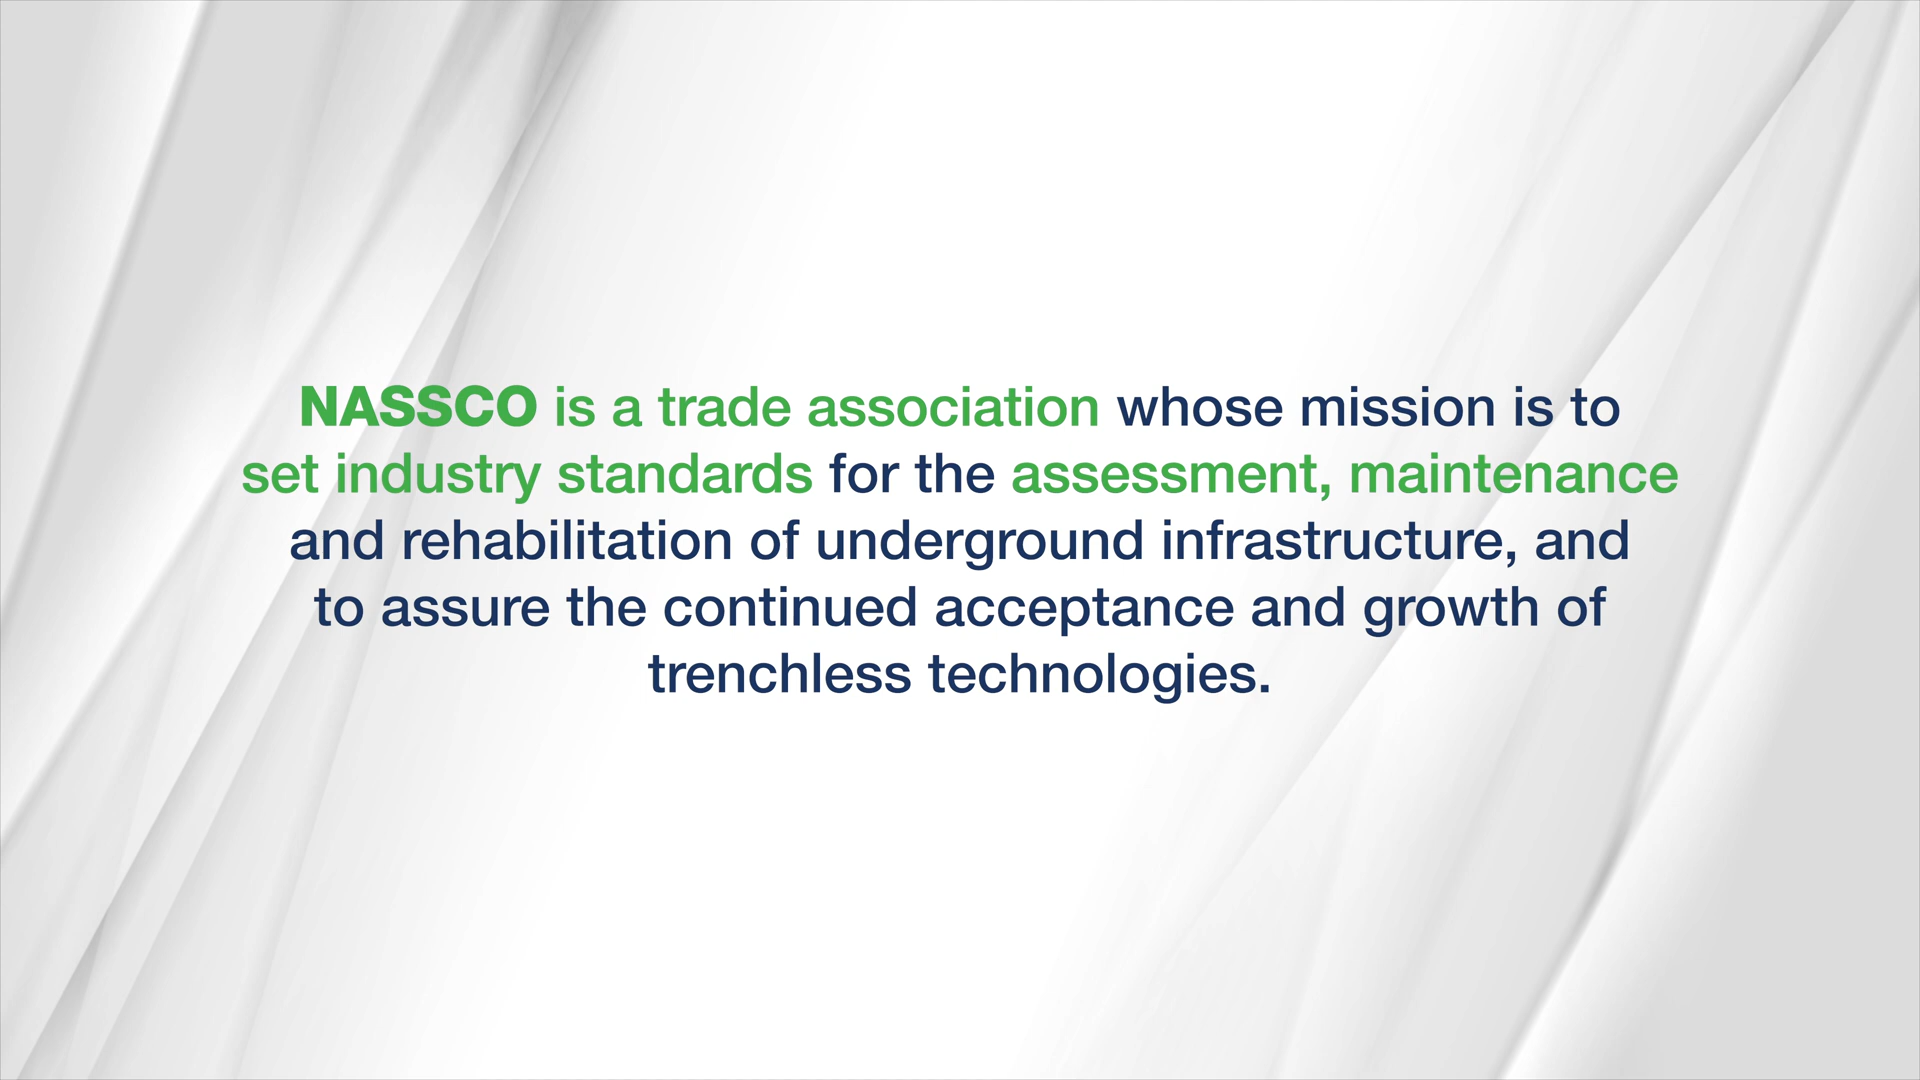 NASSCO is a trade association whose mission is to
set industry standards for the assessment, maintenance
and rehabilitation of underground infrastructure, and
to assure the continued acceptance and growth of
trenchless technologies.